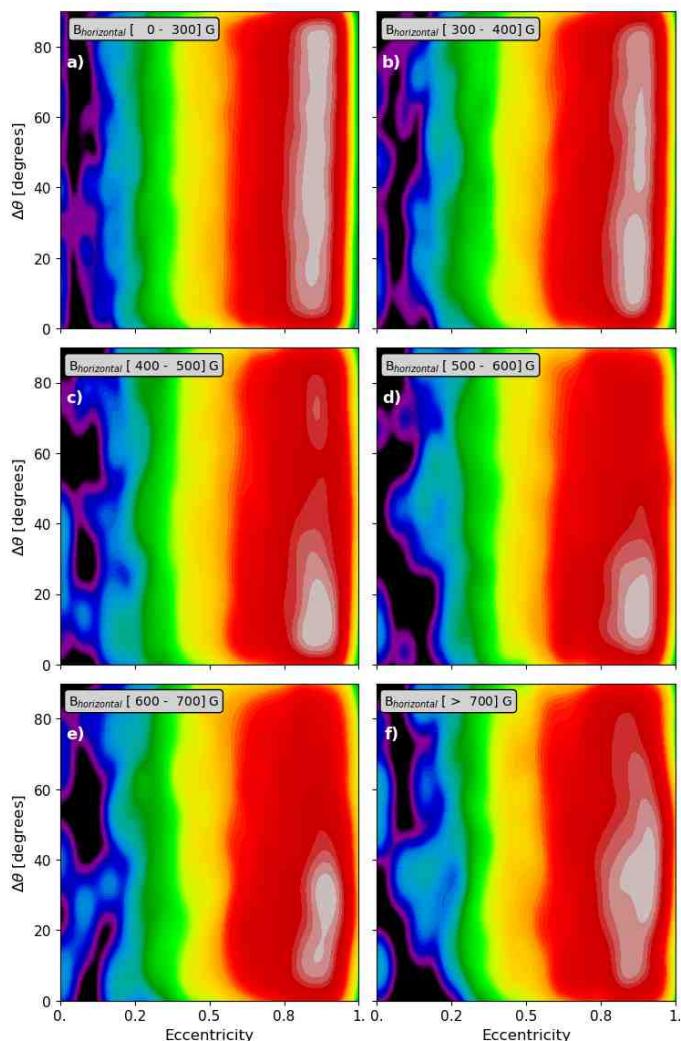 B_horizontal [ 0 - 300] G
B_horizontal [ 300 - 400] G
a)
b)
80
60
40
20
0
Δθ [degrees]
B_horizontal [ 400 - 500] G
B_horizontal [ 500 - 600] G
c)
d)
80
60
40
20
0
Δθ [degrees]
B_horizontal [ 600 - 700] G
B_horizontal [ > 700] G
e)
f)
80
60
40
20
0
Δθ [degrees]
0. 0.2 0.5 0.8 1. 0. 0.2 0.5 0.8 1.
Eccentricity Eccentricity